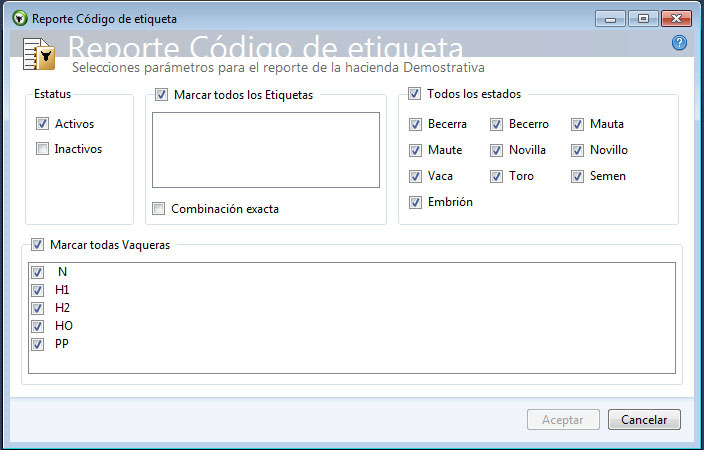 Reporte Código de etiqueta
Reporte Código de etiqueta
?
Selecciones parámetros para el reporte de la hacienda Demostrativa
Estatus
Activos
Inactivos
Marcar todos los Etiquetas
Combinación exacta
Todos los estados
Becerra Becerro Mauta
Maute Novilla Novillo
Vaca Toro Semen
Embrión
Marcar todas Vaqueras
N
H1
H2
HO
PP
Aceptar Cancelar